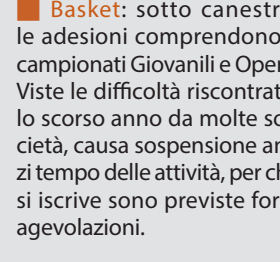 Basket: sotto canestr
le adesioni comprendono
campionati Giovanili e Oper
Viste le difficoltà riscontrat
lo scorso anno da molte so
cietà, causa sospensione an
zi tempo delle attività, per ch
si iscrive sono previste for
agevolazioni.